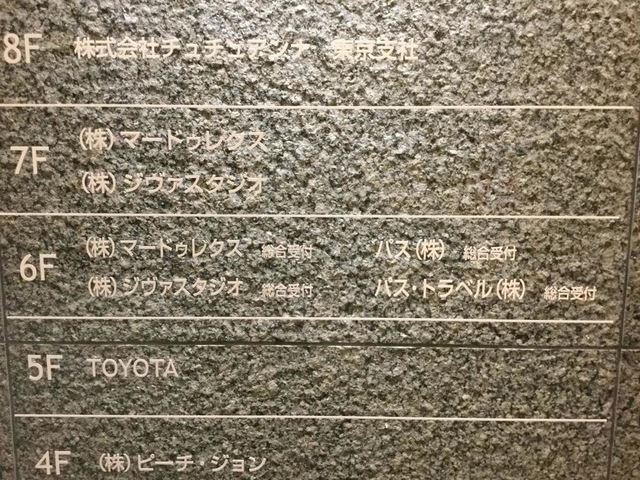 8F 株式会社チュチュアンナ 東京支社
7F (株)マードゥレクス
(株)ジヴァスタジオ
6F (株)マードゥレクス 総合受付 パス(株) 総合受付
(株)ジヴァスタジオ 総合受付 パス・トラベル(株) 総合受付
5F TOYOTA
4F (株)ピーチ・ジョン